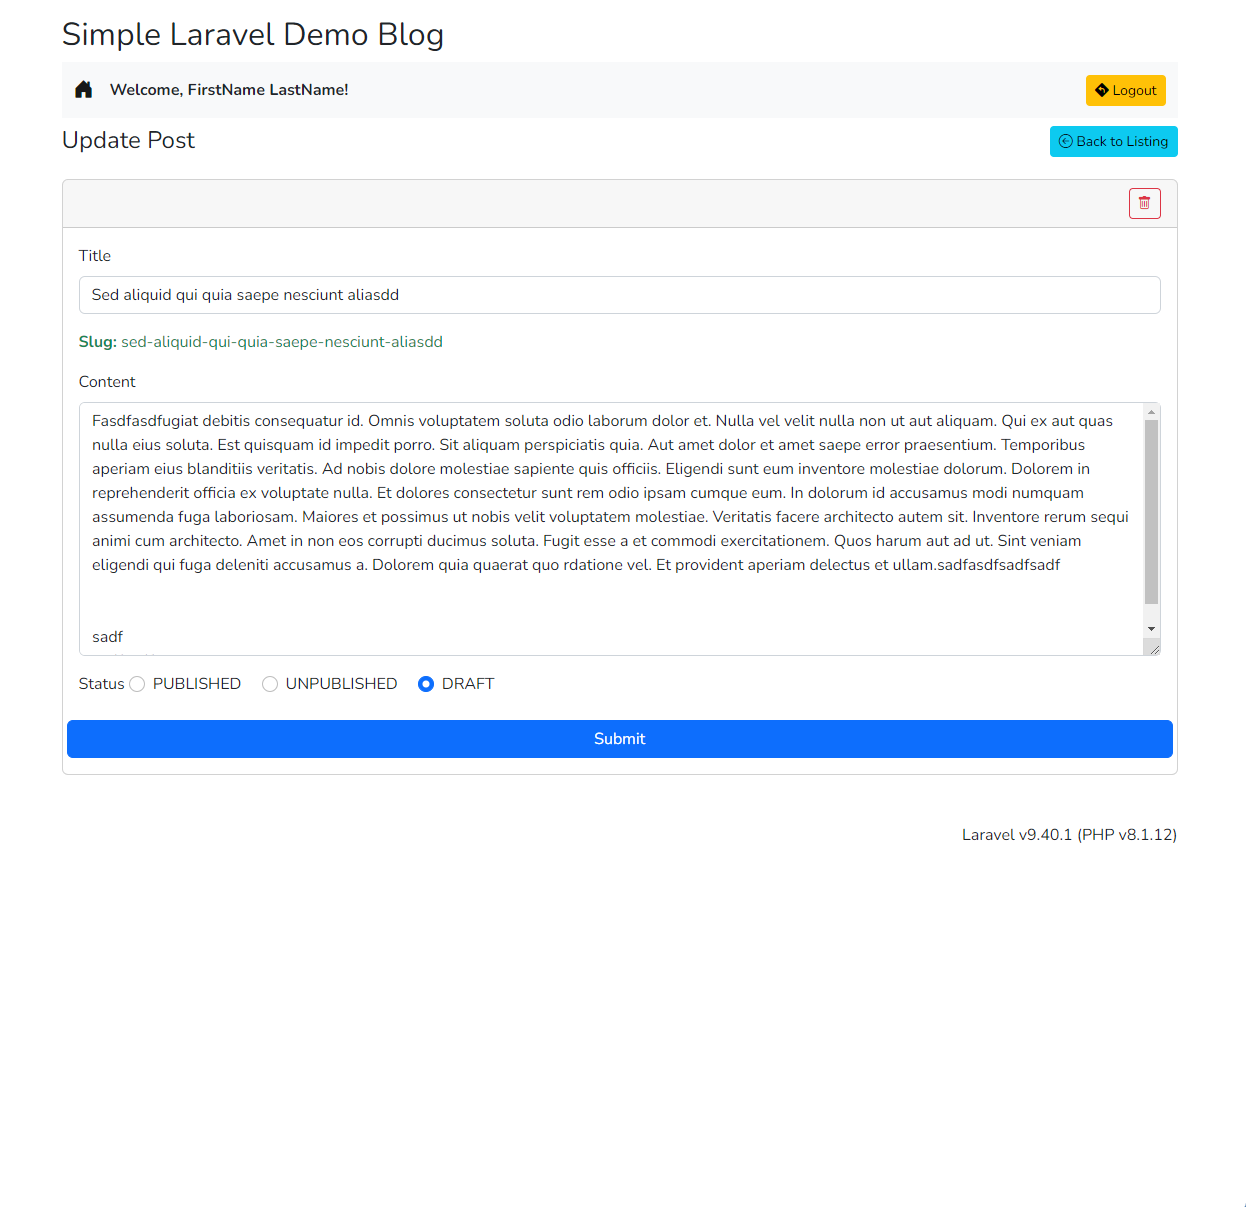 Simple Laravel Demo Blog
Welcome, FirstName LastName!
Logout
Update Post
Back to Listing
Title
Sed aliquid qui quia saepe nesciunt aliasdd
Slug: sed-aliquid-qui-quia-saepe-nesciunt-aliasdd
Content
Fasdfasdfugiat debitis consequatur id. Omnis voluptatem soluta odio laborum dolor et. Nulla vel velit nulla non ut aut aliquam. Qui ex aut quas
nulla eius soluta. Est quisquam id impedit porro. Sit aliquam perspiciatis quia. Aut amet dolor et amet saepe error praesentium. Temporibus
aperiam eius blanditiis veritatis. Ad nobis dolore molestiae sapiente quis officiis. Eligendi sunt eum inventore molestiae dolorum. Dolorem in
reprehenderit officia ex voluptate nulla. Et dolores consectetur sunt rem odio ipsam cumque eum. In dolorum id accusamus modi numquam
assumenda fuga laboriosam. Maiores et possimus ut nobis velit voluptatem molestiae. Veritatis facere architecto autem sit. Inventore rerum sequi
animi cum architecto. Amet in non eos corrupti ducimus soluta. Fugit esse a et commodi exercitationem. Quos harum aut ad ut. Sint veniam
eligendi qui fuga deleniti accusamus a. Dolorem quia quaerat quo rdatione vel. Et provident aperiam delectus et ullam.sadfasdfsadfsadf
sadf
Status PUBLISHED UNPUBLISHED DRAFT
Submit
Laravel v9.40.1 (PHP v8.1.12)